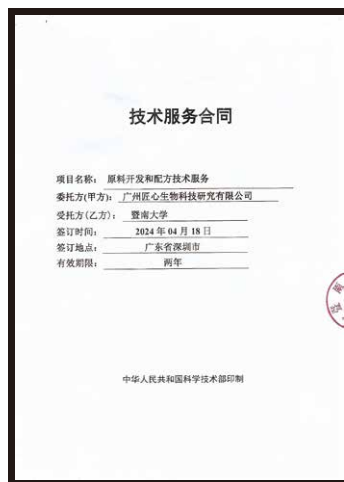 技术服务合同
项目名称: 原料开发和配方技术服务
委托方(甲方): 广州匠心生物科技研究有限公司
受托方(乙方): 暨南大学
签订时间: 2024 年 04 月 18 日
签订地点: 广东省深圳市
有效期限: 两年
中华人民共和国科学技术部印制